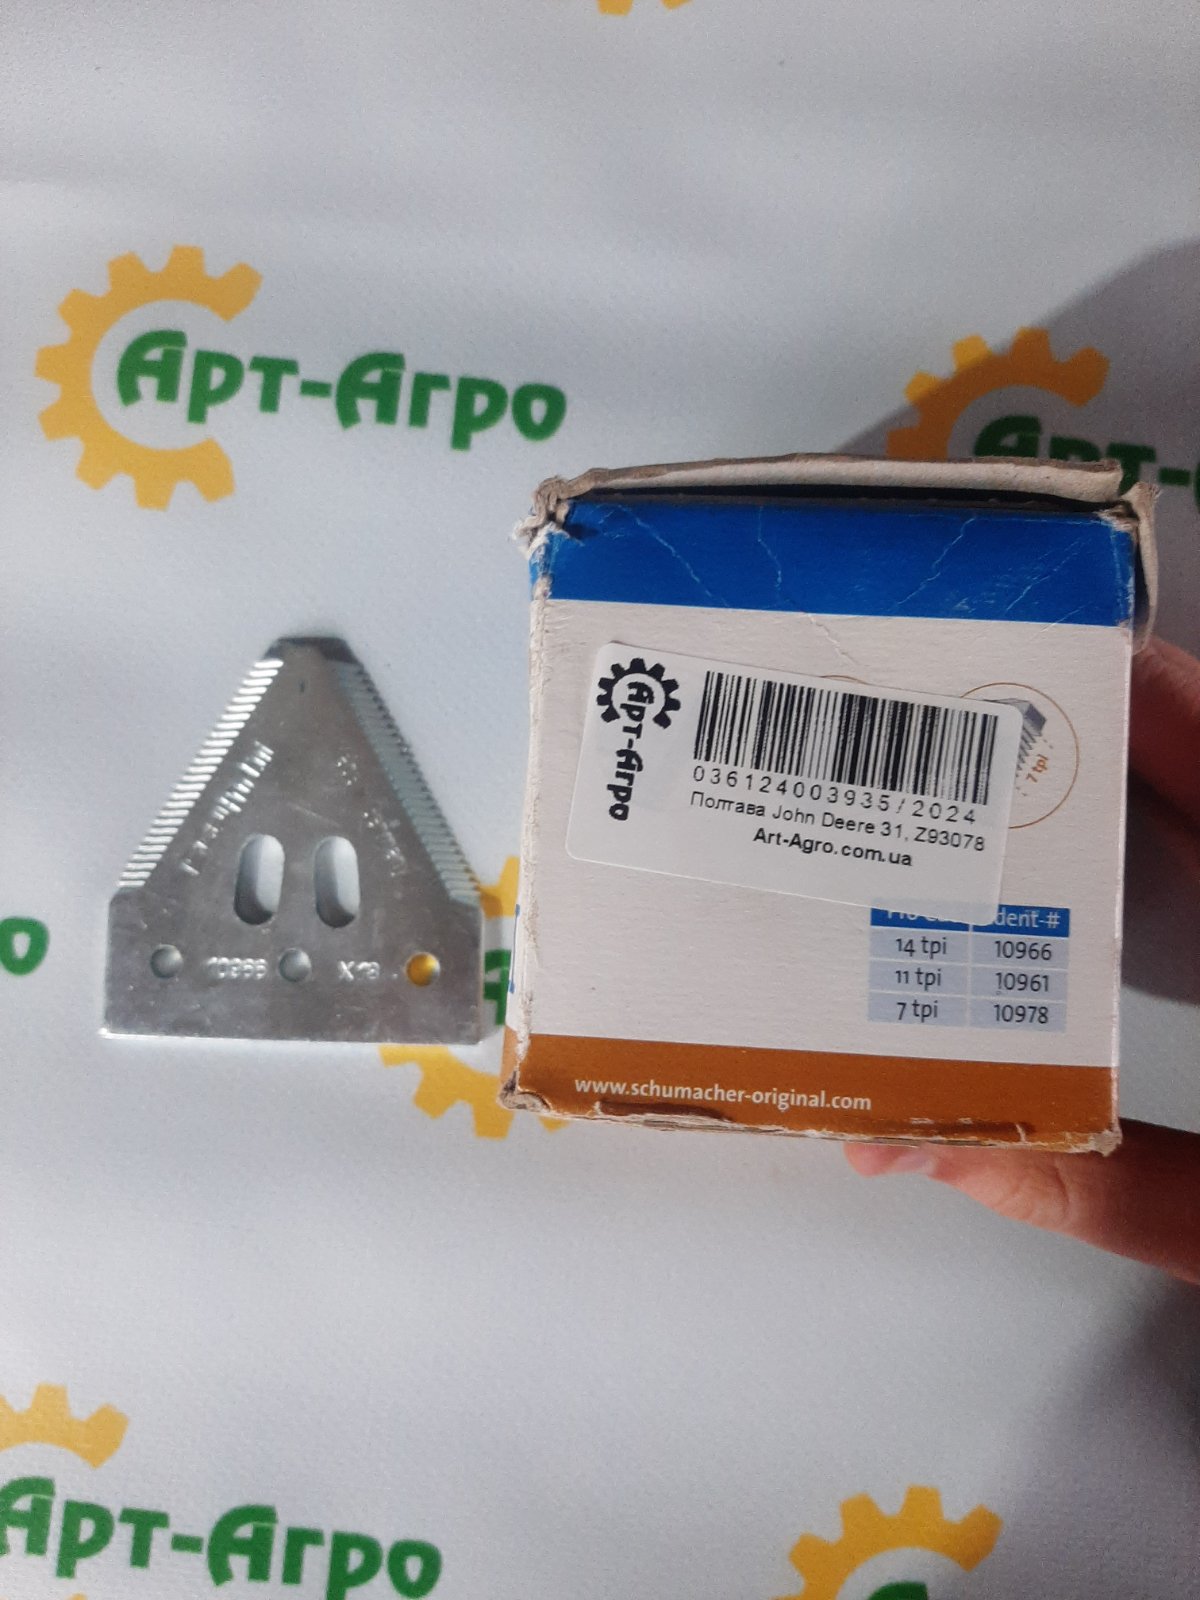 Арт-Агро
Арт-
Арт-Агро
036124003935/2024
Полтава John Deere 31, Z93078
Art-Agro.com.ua
7 tpi
dent-#
14 tpi 10966
11 tpi 10961
7 tpi 10978
www.schumacher-original.com
10966 X18
о
А
Арт-Агро